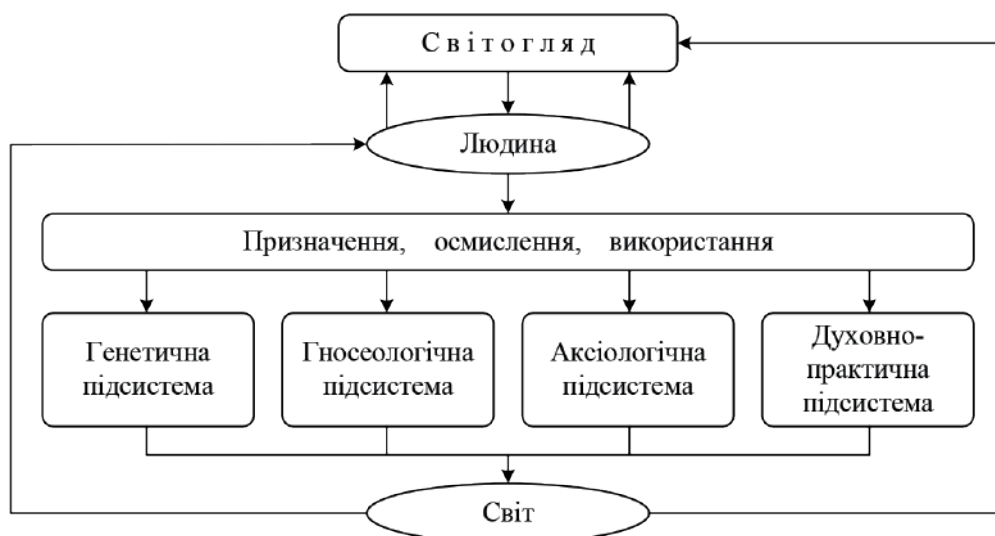 Світогляд
Людина
Призначення, осмислення, використання
Генетична
підсистема
Гносеологічна
підсистема
Аксіологічна
підсистема
Духовно-
практична
підсистема
Світ